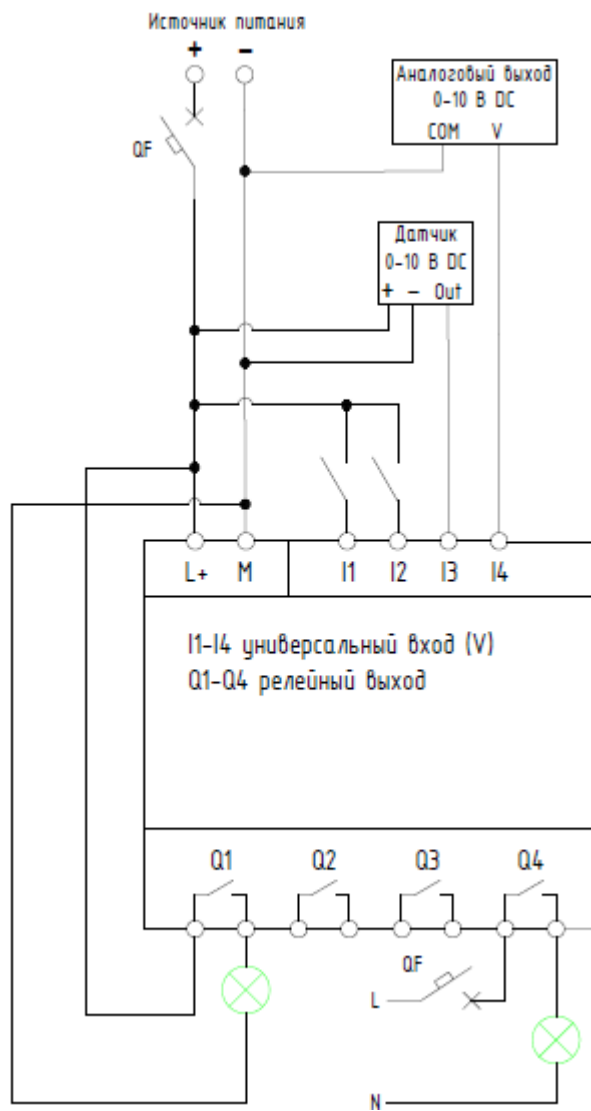 Источник питания
+ −
Аналоговый выход
0-10 В DC
COM V
QF
Датчик
0-10 В DC
+ − Out
L+ M I1 I2 I3 I4
I1-I4 универсальный вход (V)
Q1-Q4 релейный выход
Q1 Q2 Q3 Q4
QF
L
N